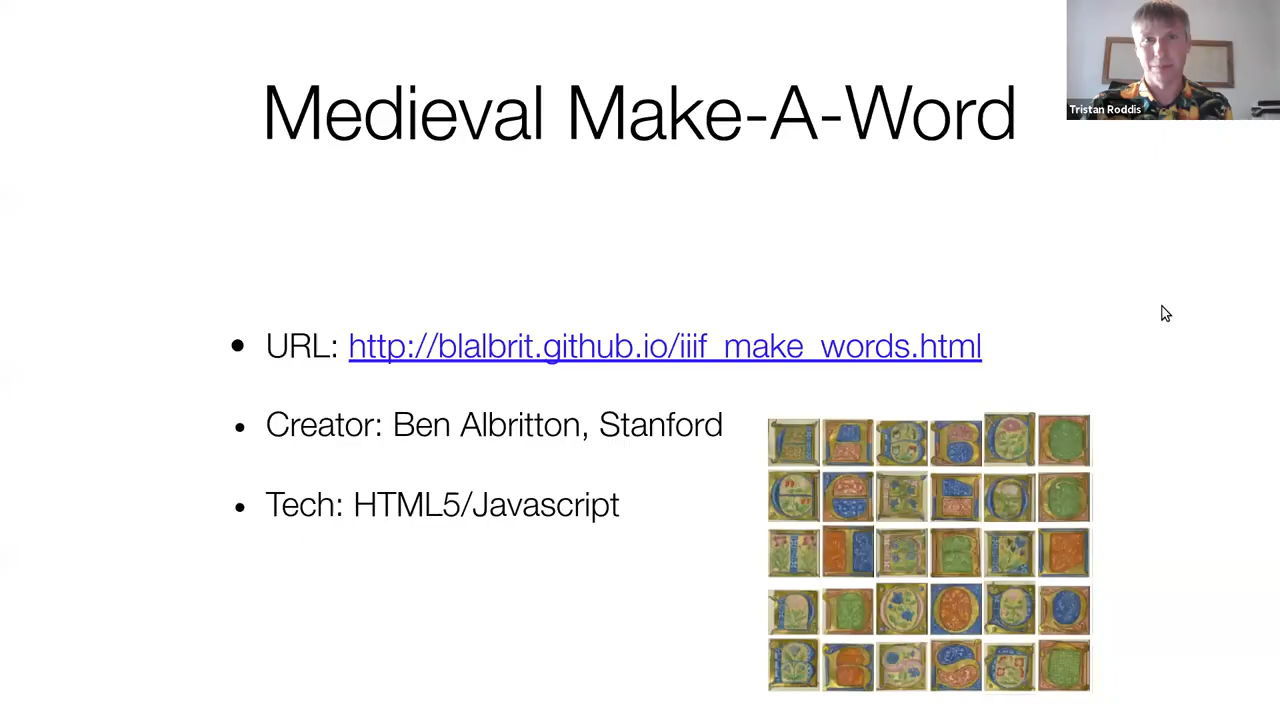 Medieval Make-A-Word
Tristan Roddis
• URL: http://blalbrit.github.io/iiif_make_words.html
• Creator: Ben Albritton, Stanford
• Tech: HTML5/Javascript